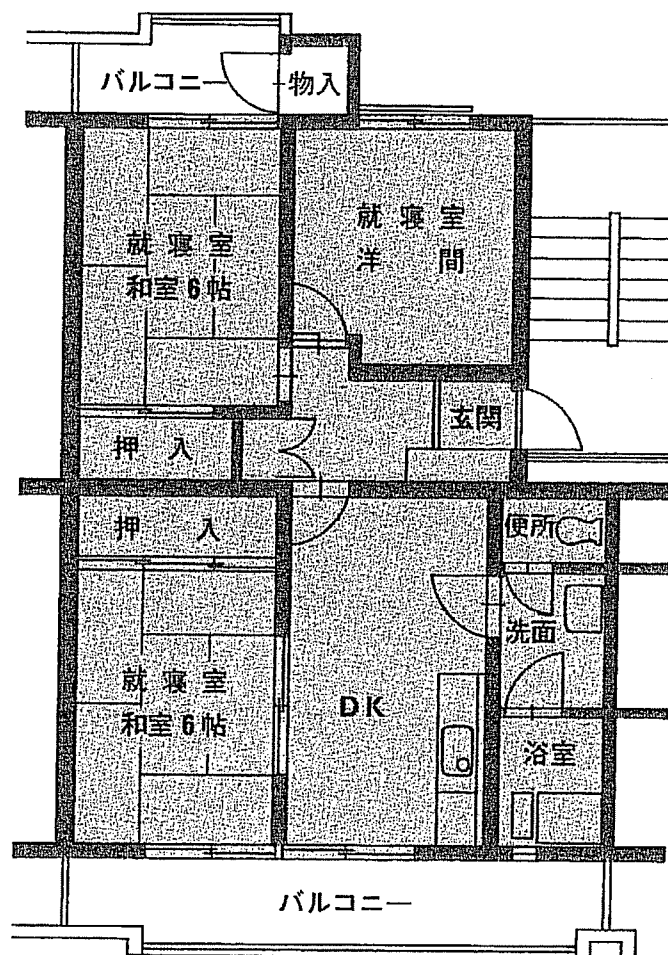 バルコニー
物入
就寝室
洋間
就寝室
和室6帖
玄関
押入
押入
便所
洗面
就寝室
和室6帖
DK
浴室
バルコニー